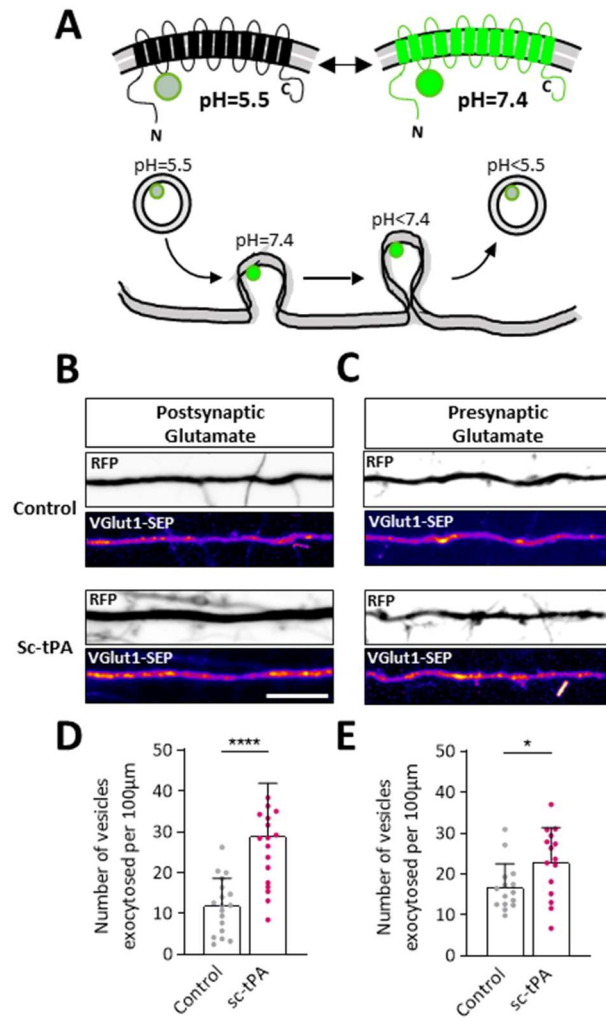 A
C
C
N
pH=5.5
pH=7.4
N
pH=5.5
pH<5.5
pH=7.4
pH<7.4
B
C
Postsynaptic
Glutamate
Presynaptic
Glutamate
Control
RFP
RFP
VGlut1-SEP
VGlut1-SEP
Sc-tPA
RFP
RFP
VGlut1-SEP
VGlut1-SEP
D
E
Number of vesicles
exocytosed per 100µm
50
40
30
20
10
0
****
Control
sc-tPA
Number of vesicles
exocytosed per 100µm
50
40
30
20
10
0
*
Control
sc-tPA